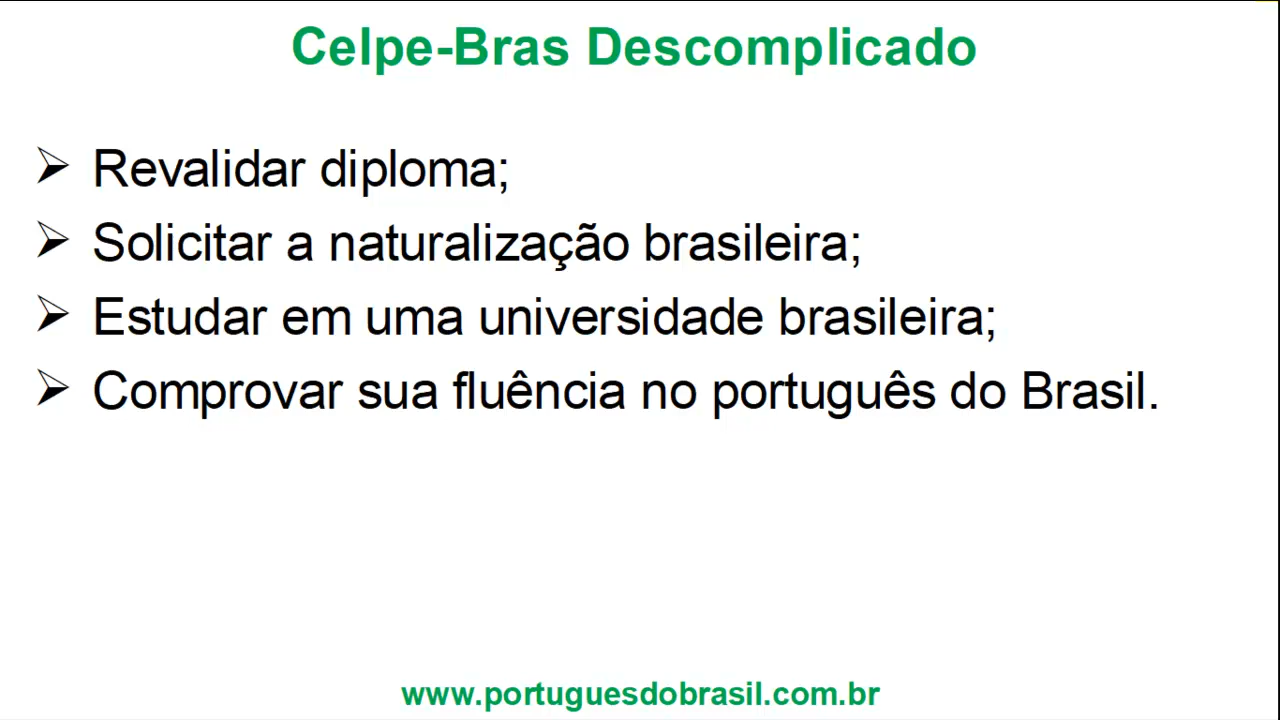 Celpe-Bras Descomplicado
➢ Revalidar diploma;
➢ Solicitar a naturalização brasileira;
➢ Estudar em uma universidade brasileira;
➢ Comprovar sua fluência no português do Brasil.
www.portuguesdobrasil.com.br